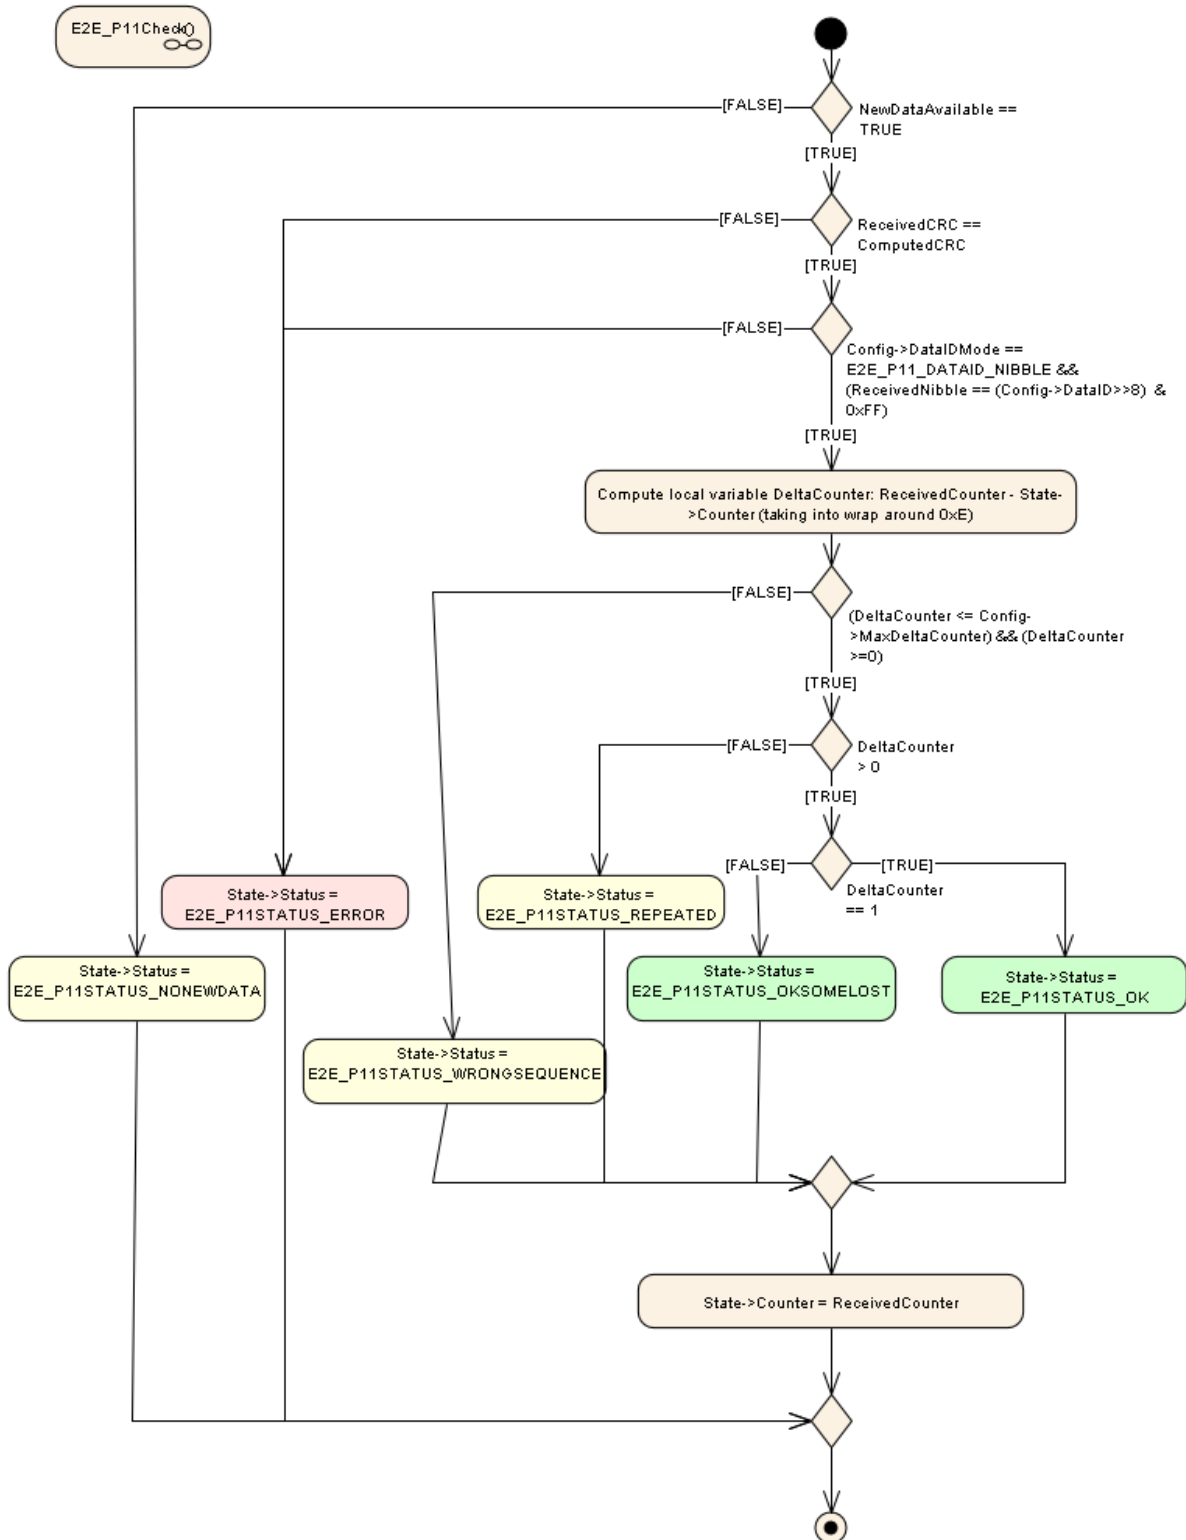 E2E_P11Check()
[FALSE]
NewDataAvailable ==
TRUE
[TRUE]
[FALSE]
ReceivedCRC ==
ComputedCRC
[TRUE]
[FALSE]
Config->DataIDMode ==
E2E_P11_DATAID_NIBBLE &&
(ReceivedNibble == (Config->DataID>>8) &
0xFF)
[TRUE]
Compute local variable DeltaCounter: ReceivedCounter - State-
>Counter (taking into wrap around 0xE)
[FALSE]
(DeltaCounter <= Config-
>MaxDeltaCounter) && (DeltaCounter
>=0)
[TRUE]
[FALSE]
DeltaCounter
> 0
[TRUE]
[FALSE]
[TRUE]
DeltaCounter
== 1
State->Status =
E2E_P11STATUS_ERROR
State->Status =
E2E_P11STATUS_REPEATED
State->Status =
E2E_P11STATUS_NONEWDATA
State->Status =
E2E_P11STATUS_OKSOMELOST
State->Status =
E2E_P11STATUS_OK
State->Status =
E2E_P11STATUS_WRONGSEQUENCE
State->Counter = ReceivedCounter